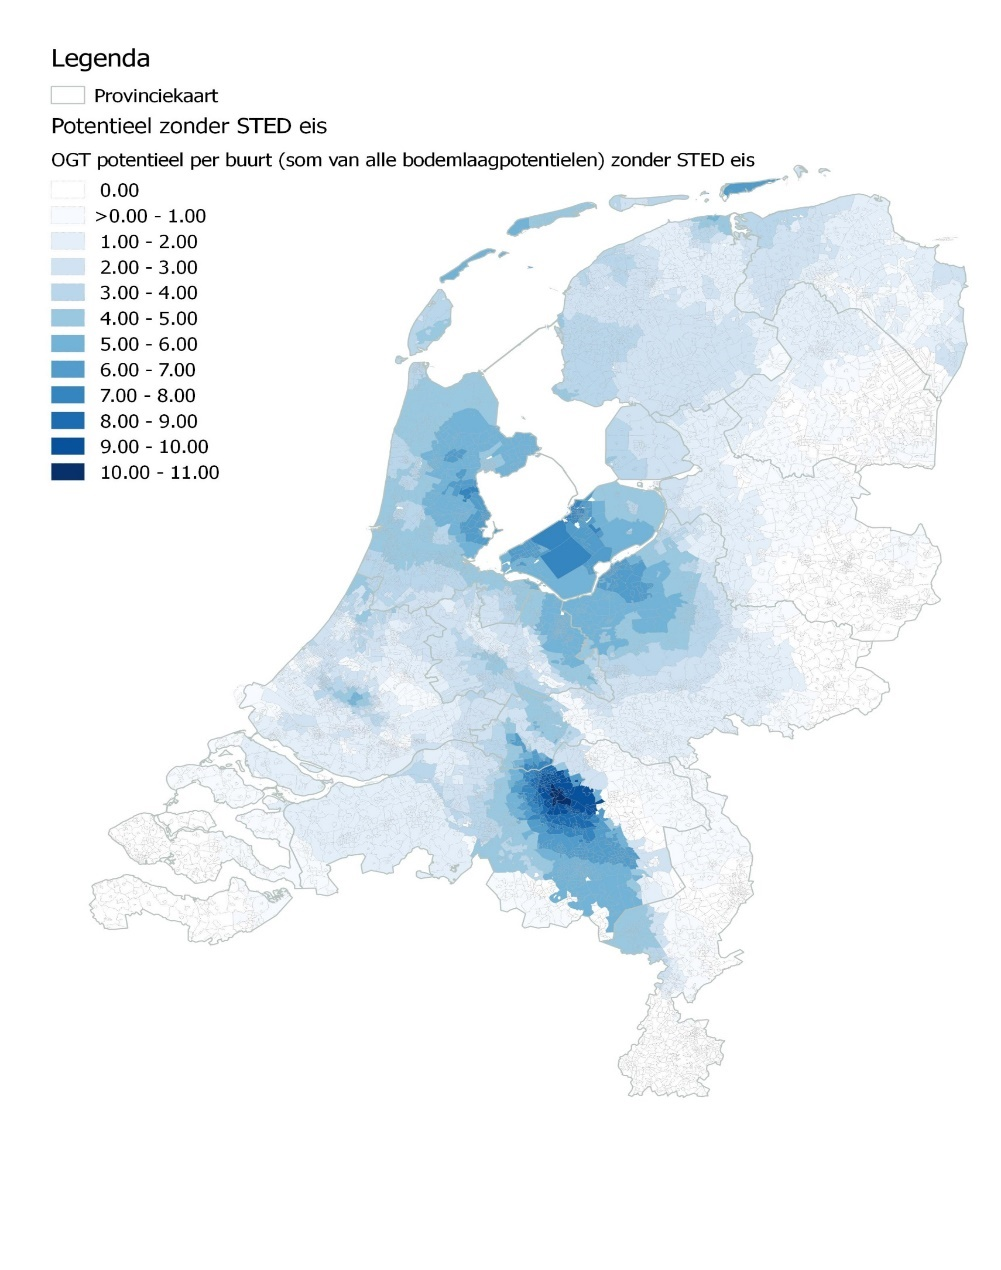 Legenda
Provinciekaart
Potentieel zonder STED eis
OGT potentieel per buurt (som van alle bodemlaagpotentielen) zonder STED eis
0.00
>0.00 - 1.00
1.00 - 2.00
2.00 - 3.00
3.00 - 4.00
4.00 - 5.00
5.00 - 6.00
6.00 - 7.00
7.00 - 8.00
8.00 - 9.00
9.00 - 10.00
10.00 - 11.00